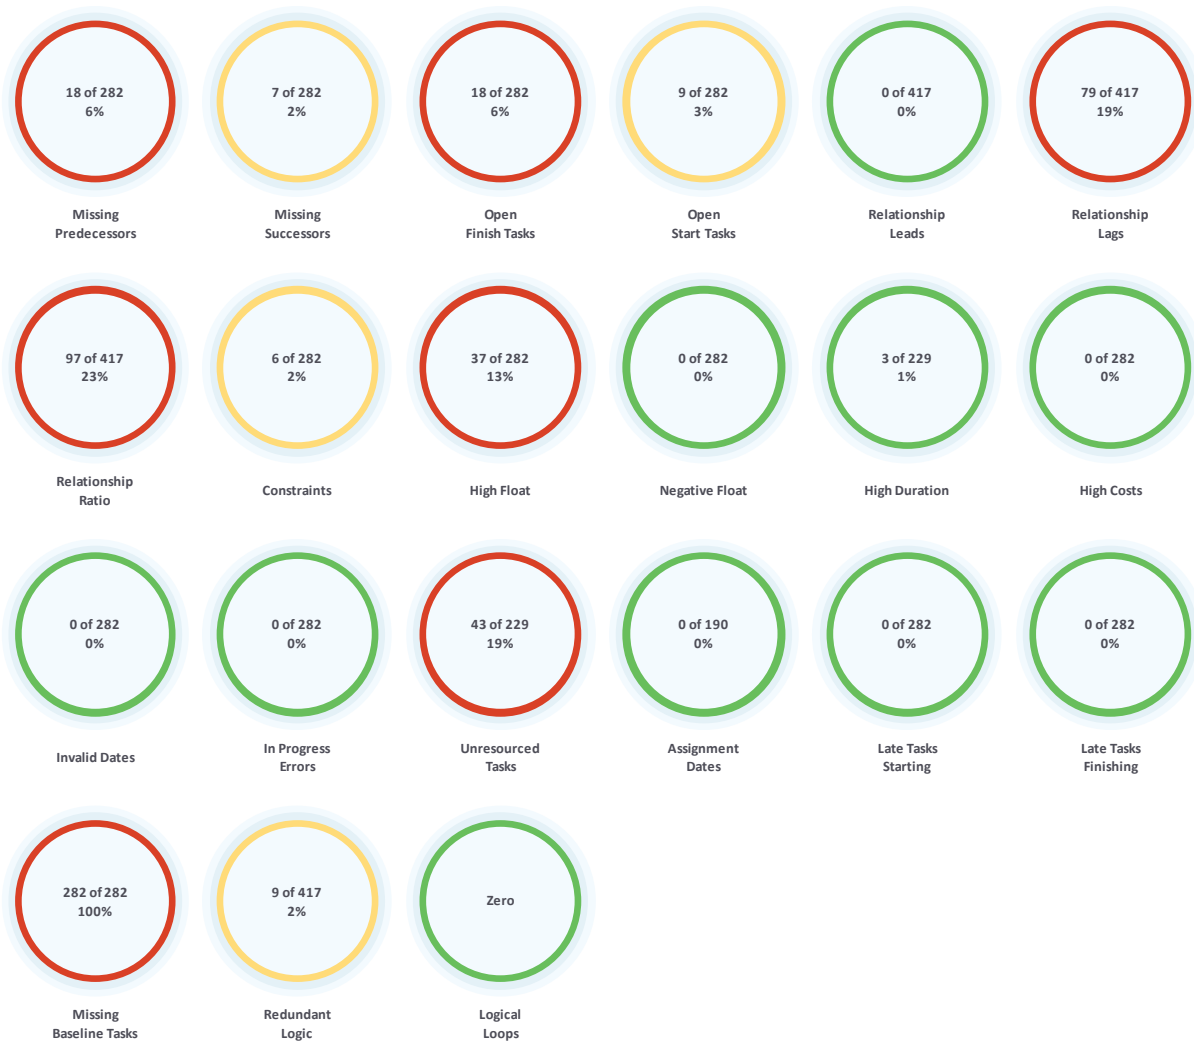 18 of 282
6%
Missing
Predecessors
7 of 282
2%
Missing
Successors
18 of 282
6%
Open
Finish Tasks
9 of 282
3%
Open
Start Tasks
0 of 417
0%
Relationship
Leads
79 of 417
19%
Relationship
Lags
97 of 417
23%
Relationship
Ratio
6 of 282
2%
Constraints
37 of 282
13%
High Float
0 of 282
0%
Negative Float
3 of 229
1%
High Duration
0 of 282
0%
High Costs
0 of 282
0%
Invalid Dates
0 of 282
0%
In Progress
Errors
43 of 229
19%
Unresourced
Tasks
0 of 190
0%
Assignment
Dates
0 of 282
0%
Late Tasks
Starting
0 of 282
0%
Late Tasks
Finishing
282 of 282
100%
Missing
Baseline Tasks
9 of 417
2%
Redundant
Logic
Zero
Logical
Loops